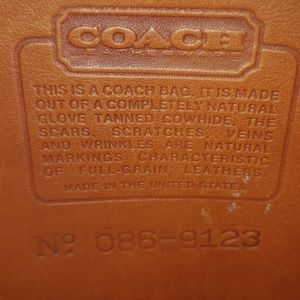 COACH
THIS IS A COACH BAG. IT IS MADE
OUT OF A COMPLETELY NATURAL
GLOVE TANNED COWHIDE. THE
SCARS, SCRATCHES, VEINS
AND WRINKLES ARE NATURAL
MARKINGS CHARACTERISTIC
OF FULL-GRAIN LEATHERS.
MADE IN THE UNITED STATES
Nº 086-9123